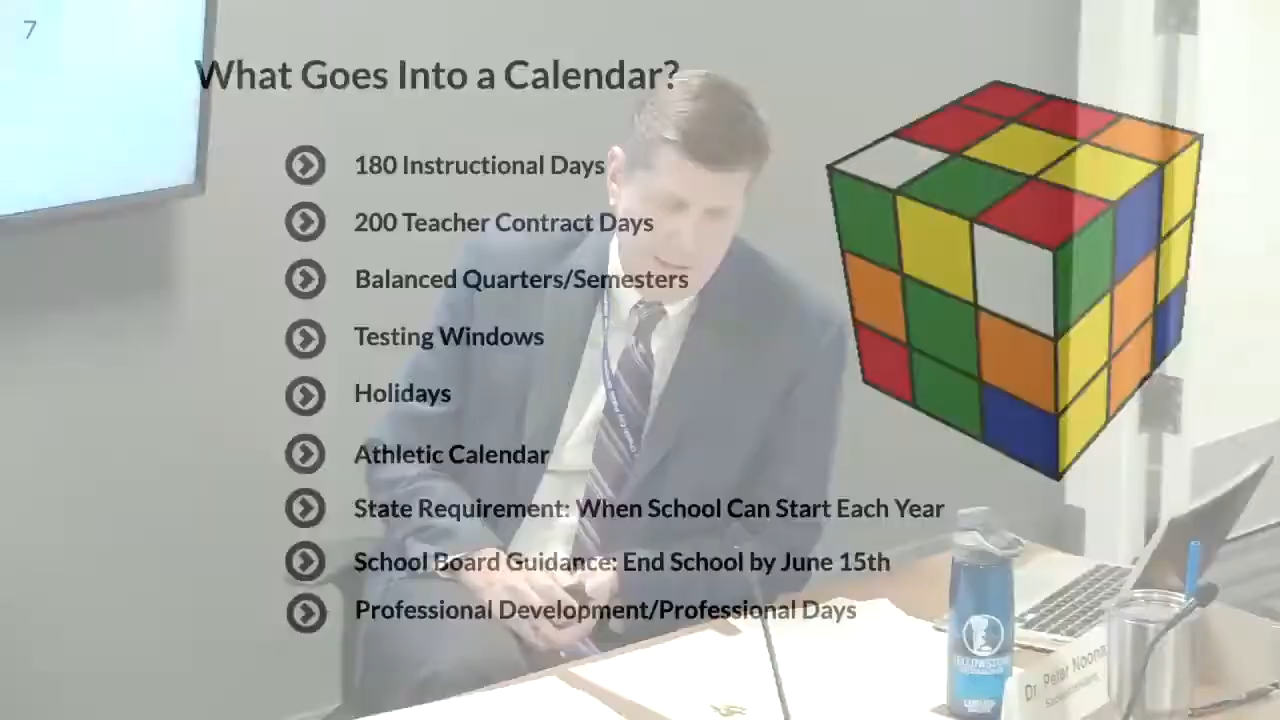 7
What Goes Into a Calendar?
180 Instructional Days
200 Teacher Contract Days
Balanced Quarters/Semesters
Testing Windows
Holidays
Athletic Calendar
State Requirement: When School Can Start Each Year
School Board Guidance: End School by June 15th
Professional Development/Professional Days
Dr. Peter Noonan